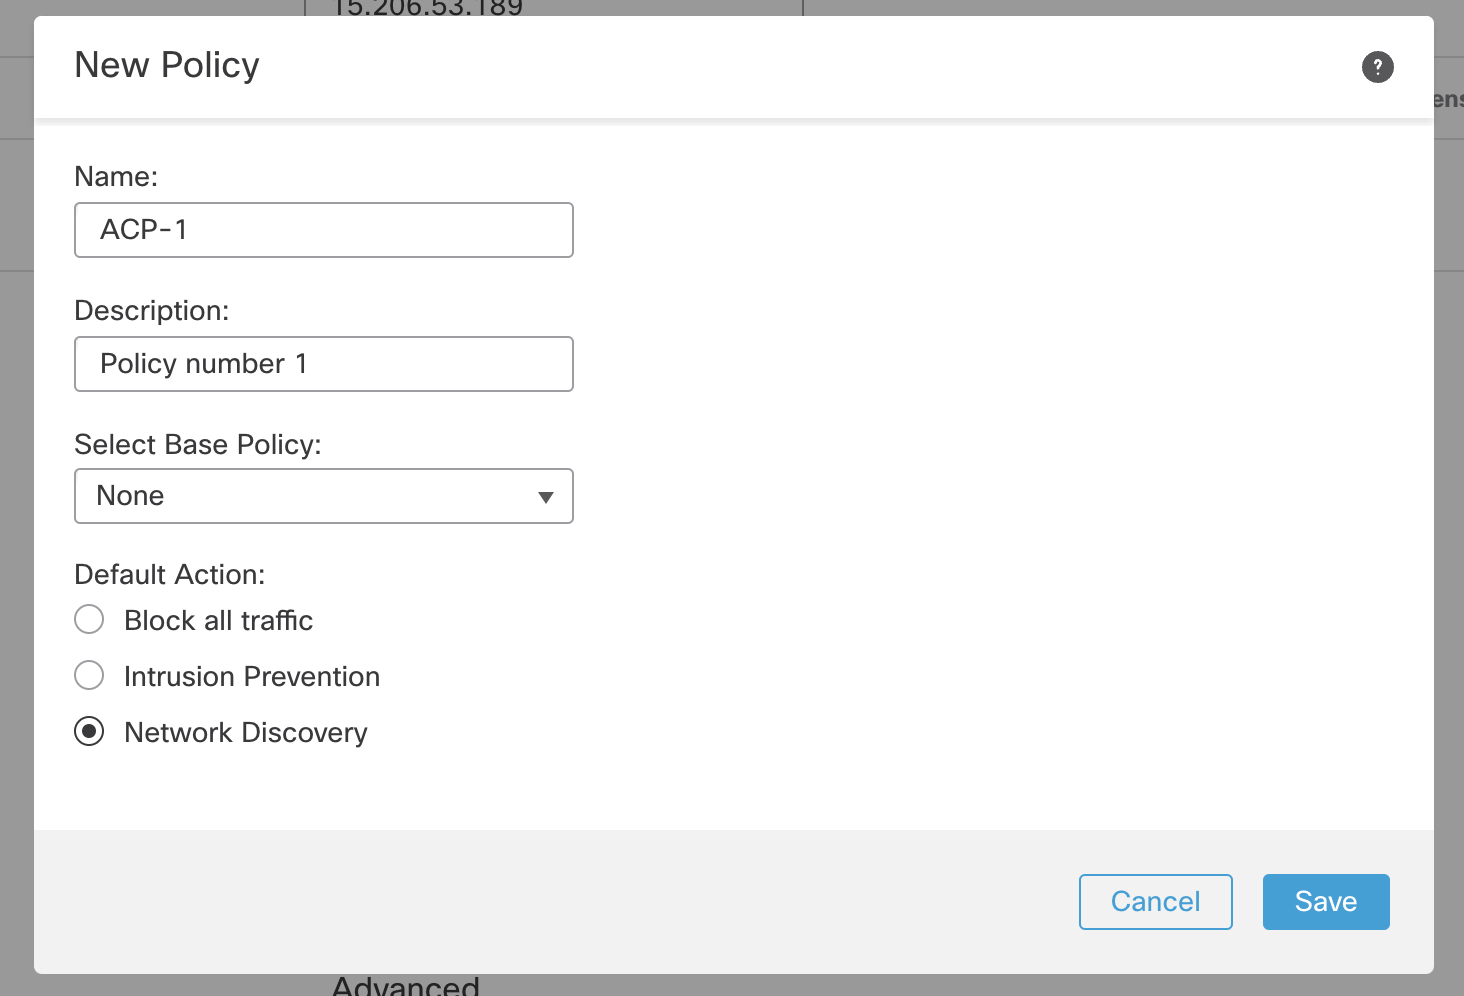 15.206.53.189
New Policy
?
ens
Name:
ACP-1
Description:
Policy number 1
Select Base Policy:
None
Default Action:
Block all traffic
Intrusion Prevention
Network Discovery
Cancel
Save
Advanced